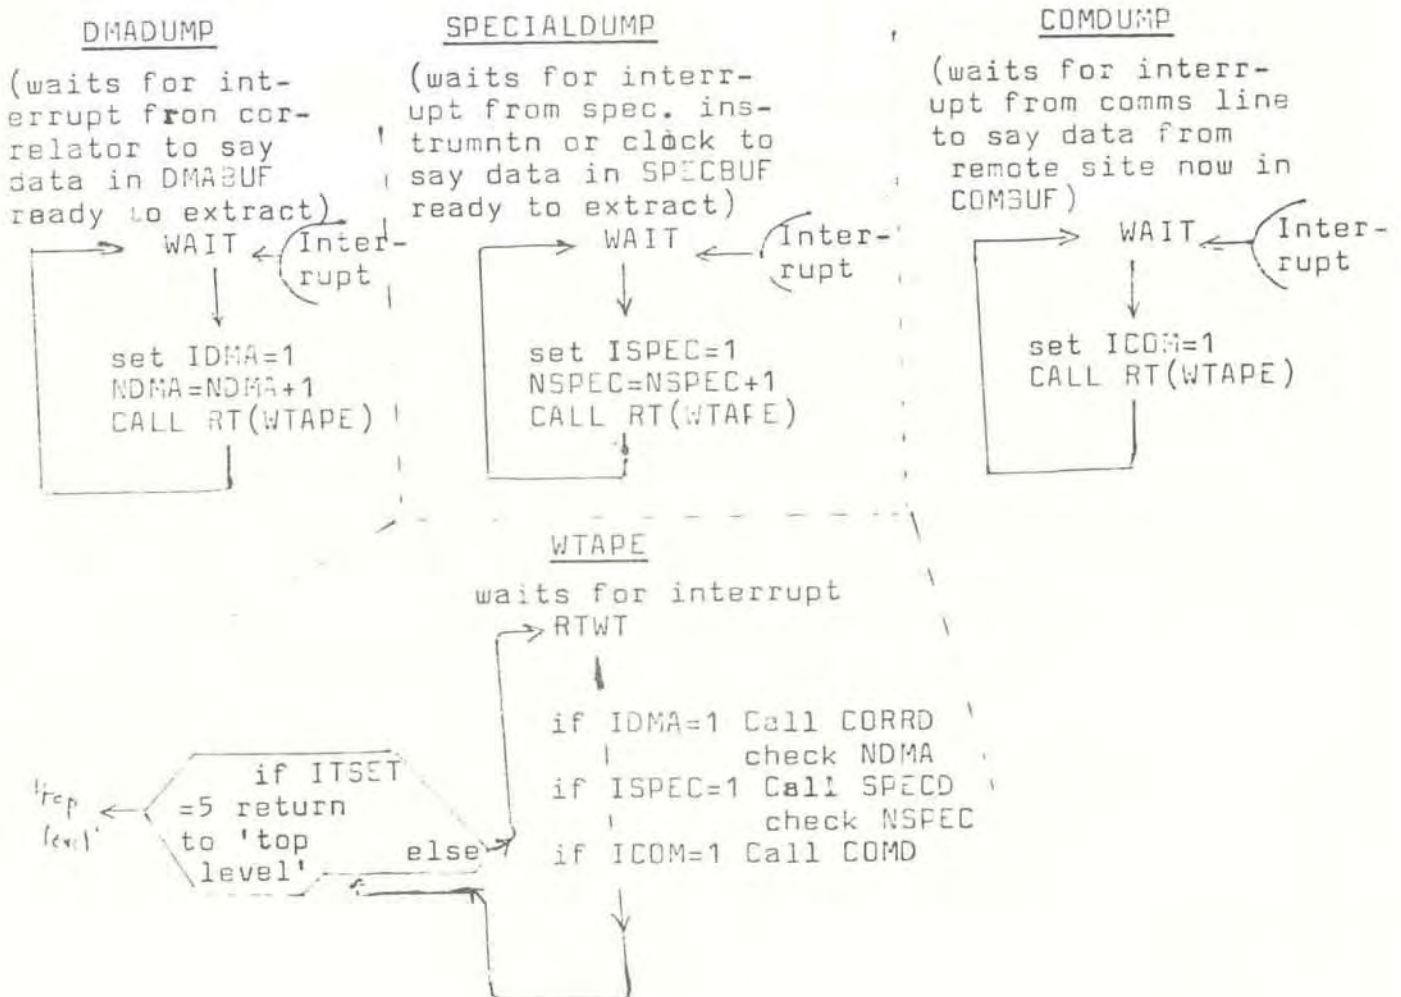 DMADUMP
(waits for int-
errupt fron cor-
relator to say
data in DMABUF
ready to extract)
WAIT
Inter-
rupt
set IDMA=1
NDMA=NDMA+1
CALL RT(WTAPE)
SPECIALDUMP
(waits for interr-
upt from spec. ins-
trumntn or clock to
say data in SPECBUF
ready to extract)
WAIT
Inter-
rupt
set ISPEC=1
NSPEC=NSPEC+1
CALL RT(WTAPE)
COMDUMP
(waits for interr-
upt from comms line
to say data from
remote site now in
COMBUF)
WAIT
Inter-
rupt
set ICOM=1
CALL RT(WTAPE)
WTAPE
waits for interrupt
RTWT
if IDMA=1 Call CORRD
check NDMA
if ISPEC=1 Call SPECD
check NSPEC
if ICOM=1 Call COMD
if ITSET
=5 return
to 'top
level'
else
'top
level'